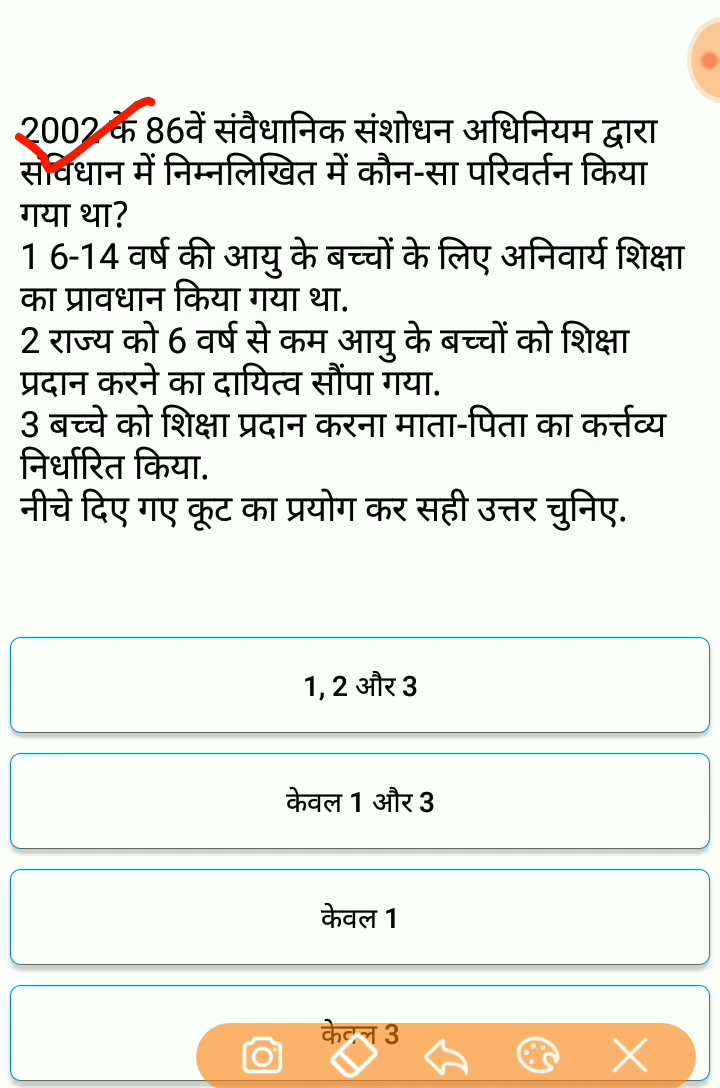 2002 के 86वें संवैधानिक संशोधन अधिनियम द्वारा
संविधान में निम्नलिखित में कौन-सा परिवर्तन किया
गया था?
1 6-14 वर्ष की आयु के बच्चों के लिए अनिवार्य शिक्षा
का प्रावधान किया गया था.
2 राज्य को 6 वर्ष से कम आयु के बच्चों को शिक्षा
प्रदान करने का दायित्व सौंपा गया.
3 बच्चे को शिक्षा प्रदान करना माता-पिता का कर्त्तव्य
निर्धारित किया.
नीचे दिए गए कूट का प्रयोग कर सही उत्तर चुनिए.
1, 2 और 3
केवल 1 और 3
केवल 1
केवल 3